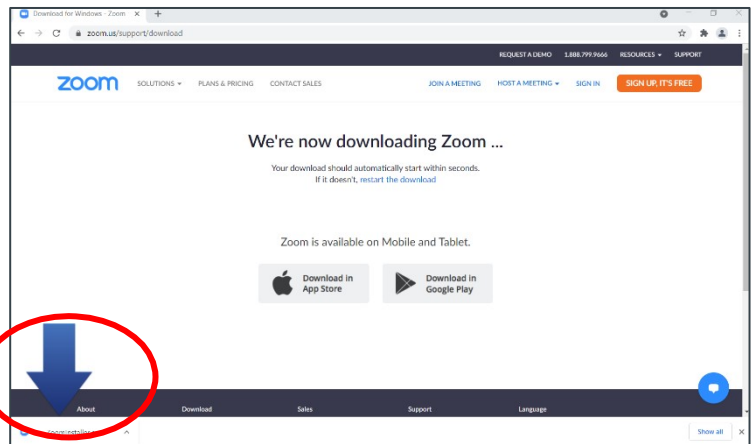 Download for Windows - Zoom
zoom.us/support/download
REQUEST A DEMO 1.888.799.9666 RESOURCES SUPPORT
zoom SOLUTIONS PLANS & PRICING CONTACT SALES JOIN A MEETING HOST A MEETING SIGN IN SIGN UP, IT'S FREE
We're now downloading Zoom ...
Your download should automatically start within seconds.
If it doesn't, restart the download
Zoom is available on Mobile and Tablet.
Download in
App Store
Download in
Google Play
About Download Sales Support Language
Show all